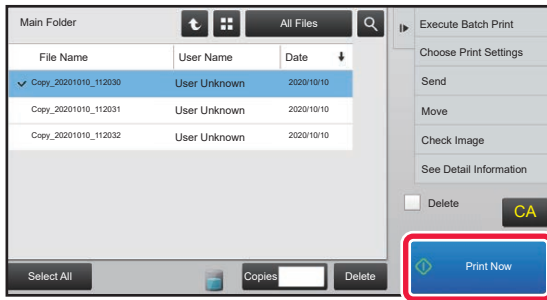 Main Folder
All Files
File Name User Name Date
Copy_20201010_112030 User Unknown 2020/10/10
Copy_20201010_112031 User Unknown 2020/10/10
Copy_20201010_112032 User Unknown 2020/10/10
Select All
Copies
Delete
Execute Batch Print
Choose Print Settings
Send
Move
Check Image
See Detail Information
Delete
CA
Print Now